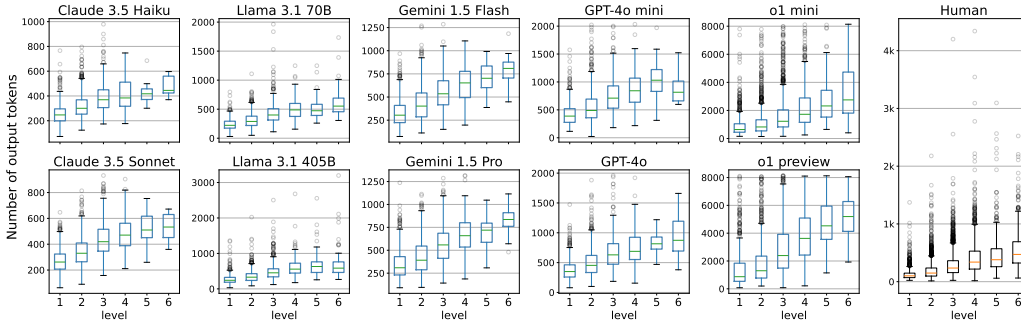 Claude 3.5 Haiku
Llama 3.1 70B
Gemini 1.5 Flash
GPT-4o mini
o1 mini
Human
Number of output tokens
1000
800
600
400
200
2000
1500
1000
500
0
1250
1000
750
500
250
2000
1500
1000
500
0
8000
6000
4000
2000
0
4k
3k
2k
1k
0
Claude 3.5 Sonnet
Llama 3.1 405B
Gemini 1.5 Pro
GPT-4o
o1 preview
800
600
400
200
3000
2000
1000
0
1250
1000
750
500
250
2000
1500
1000
500
0
8000
6000
4000
2000
0
1 2 3 4 5 6
1 2 3 4 5 6
1 2 3 4 5 6
1 2 3 4 5 6
1 2 3 4 5 6
1 2 3 4 5 6
level
level
level
level
level
level